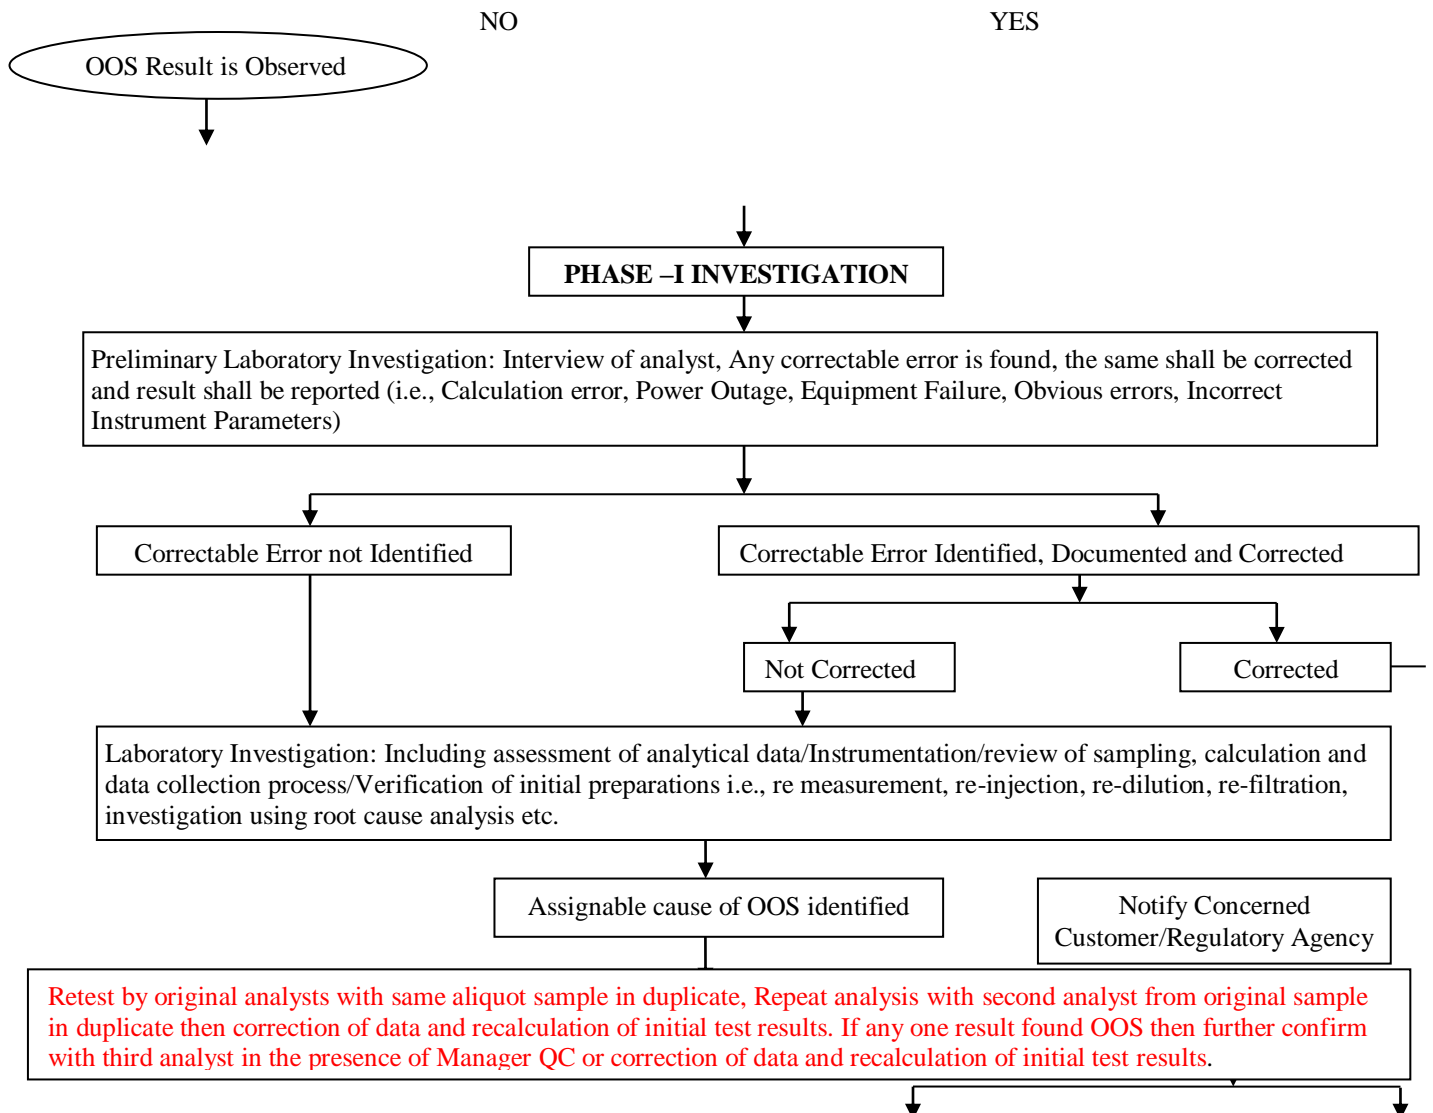 NO
YES
OOS Result is Observed
PHASE –I INVESTIGATION
Preliminary Laboratory Investigation: Interview of analyst, Any correctable error is found, the same shall be corrected
and result shall be reported (i.e., Calculation error, Power Outage, Equipment Failure, Obvious errors, Incorrect
Instrument Parameters)
Correctable Error not Identified
Correctable Error Identified, Documented and Corrected
Not Corrected
Corrected
Laboratory Investigation: Including assessment of analytical data/Instrumentation/review of sampling, calculation and
data collection process/Verification of initial preparations i.e., re measurement, re-injection, re-dilution, re-filtration,
investigation using root cause analysis etc.
Assignable cause of OOS identified
Notify Concerned
Customer/Regulatory Agency
Retest by original analysts with same aliquot sample in duplicate, Repeat analysis with second analyst from original sample
in duplicate then correction of data and recalculation of initial test results. If any one result found OOS then further confirm
with third analyst in the presence of Manager QC or correction of data and recalculation of initial test results.